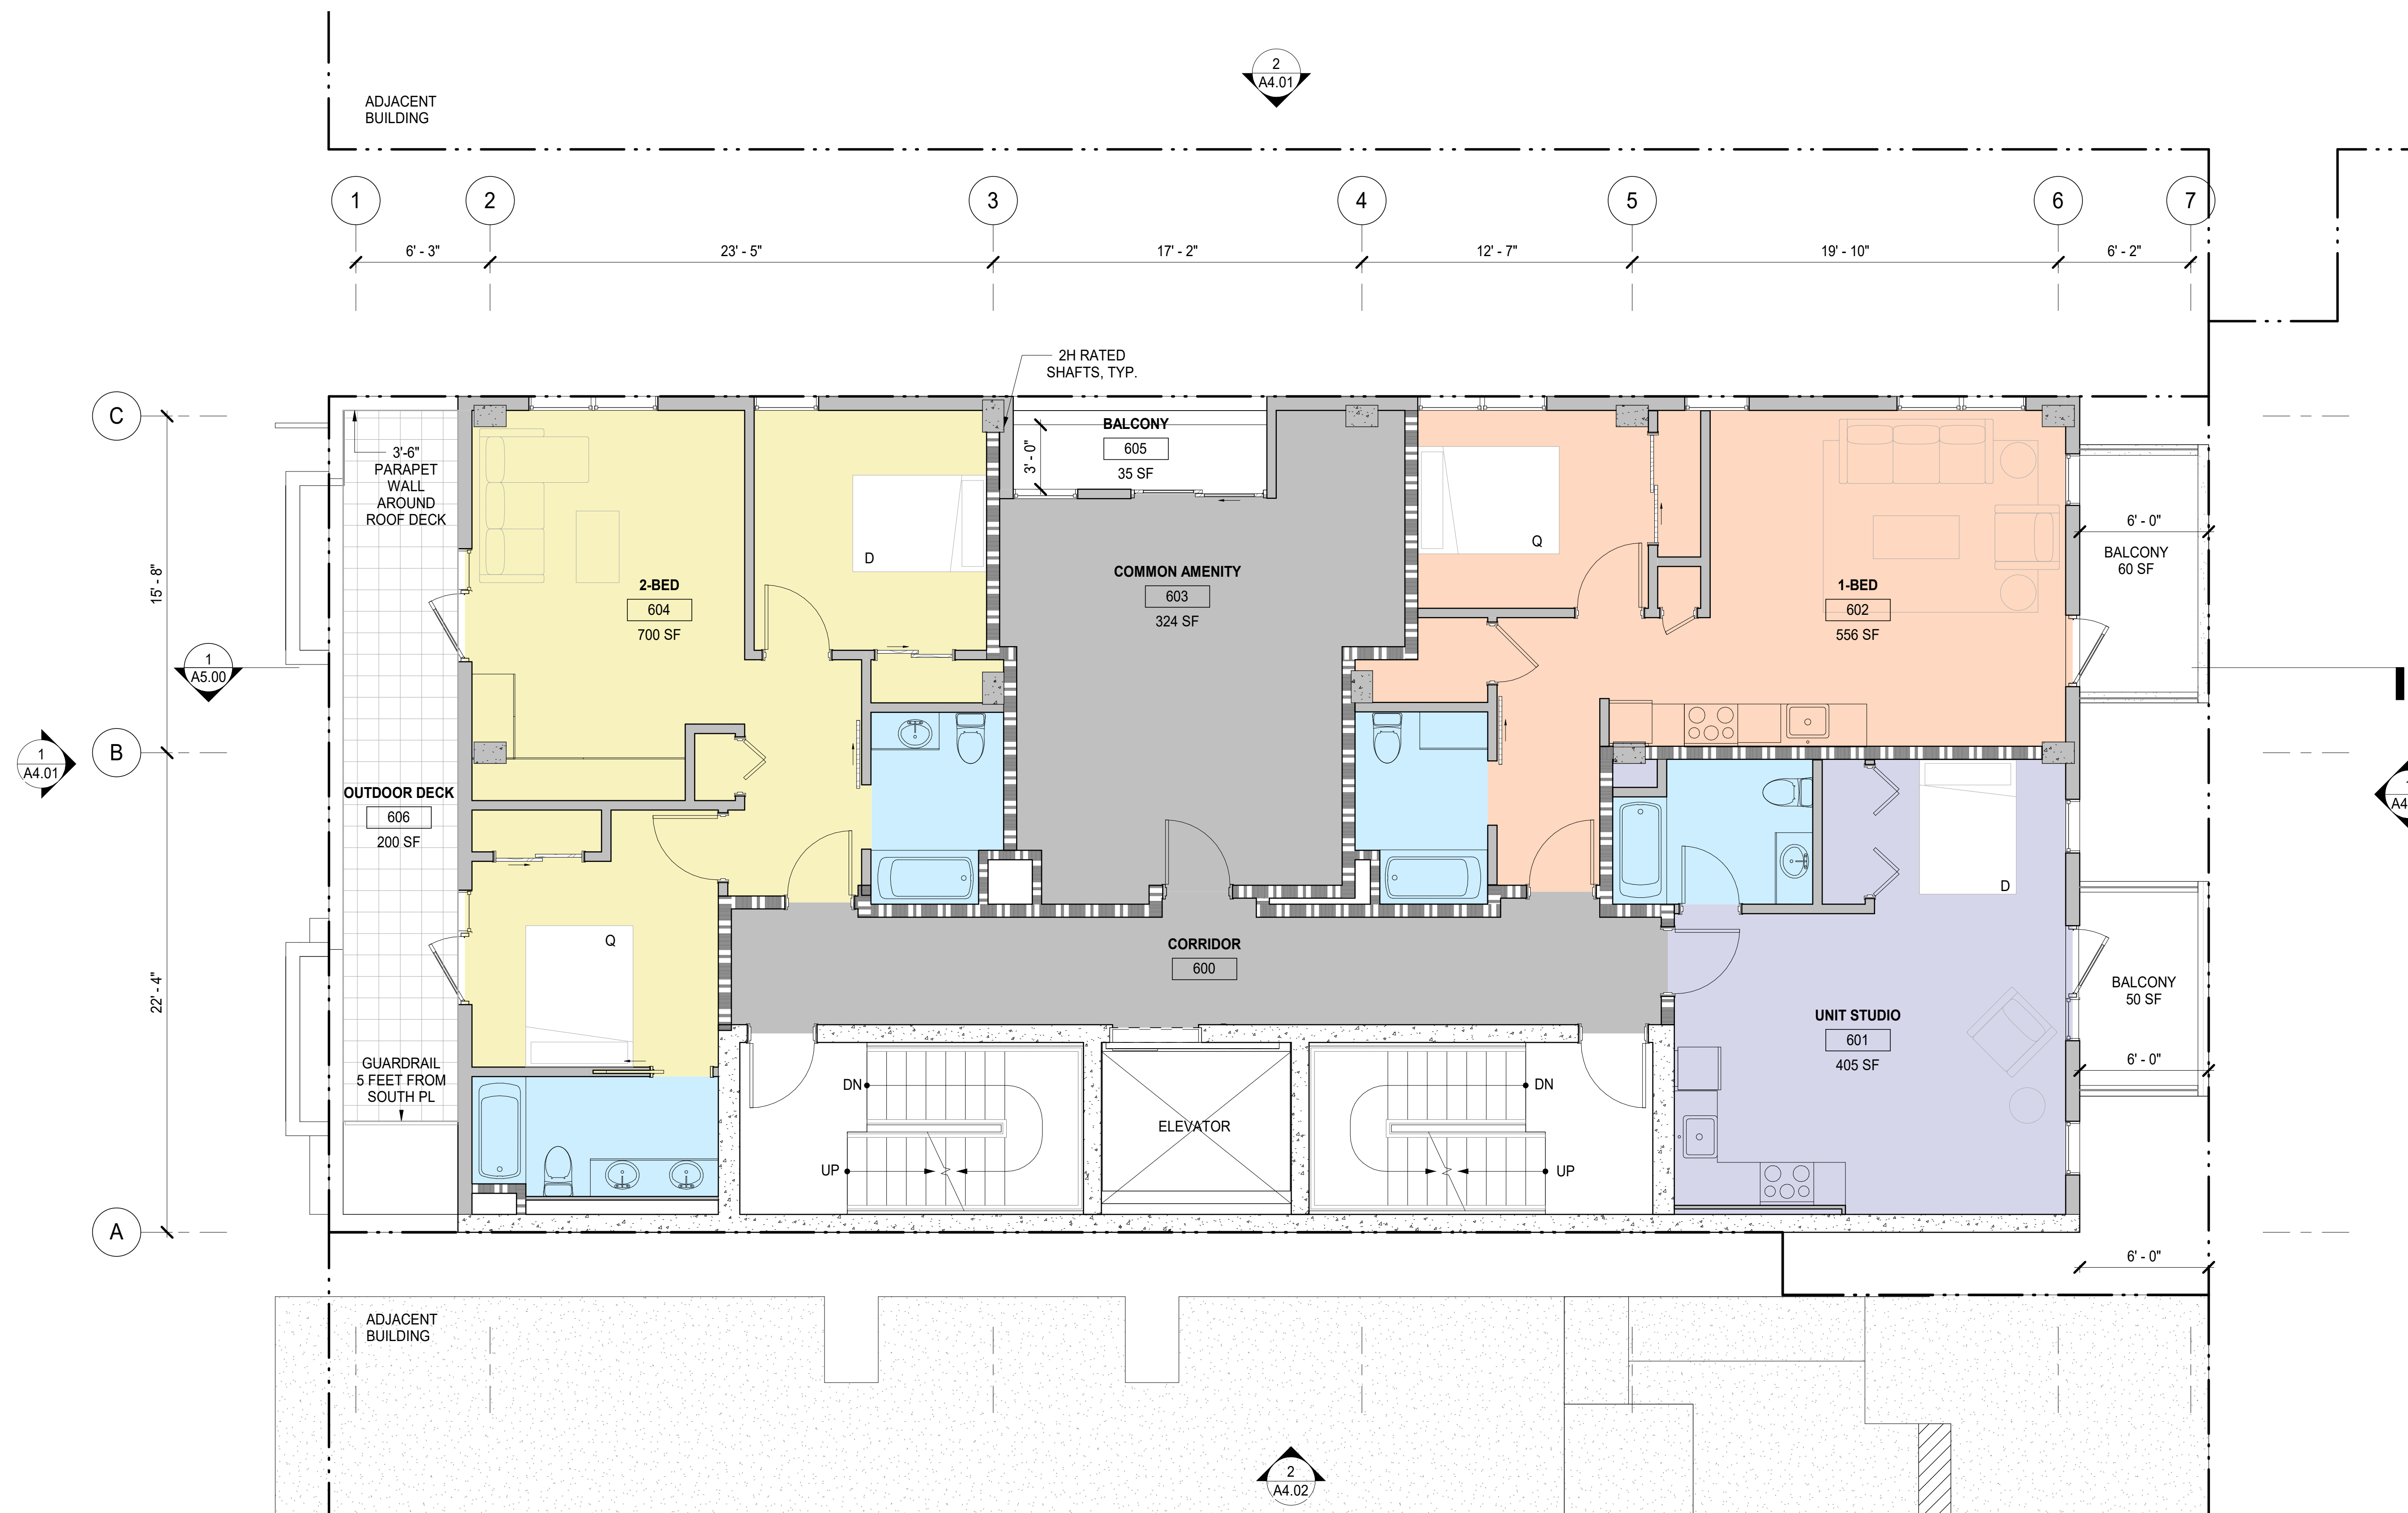 2
A4.01
ADJACENT
BUILDING
1
2
3
4
5
6
7
6' - 3"
23' - 5"
17' - 2"
12' - 7"
19' - 10"
6' - 2"
2H RATED
SHAFTS, TYP.
C
15' - 8"
B
22' - 4"
A
1
A5.00
1
A4.01
3'-6"
PARAPET
WALL
AROUND
ROOF DECK
OUTDOOR DECK
606
200 SF
GUARDRAIL
5 FEET FROM
SOUTH PL
2-BED
604
700 SF
D
Q
BALCONY
605
35 SF
3' - 0"
COMMON AMENITY
603
324 SF
Q
1-BED
602
556 SF
6' - 0"
BALCONY
60 SF
D
CORRIDOR
600
UNIT STUDIO
601
405 SF
BALCONY
50 SF
6' - 0"
DN
UP
ELEVATOR
DN
UP
6' - 0"
ADJACENT
BUILDING
2
A4.02